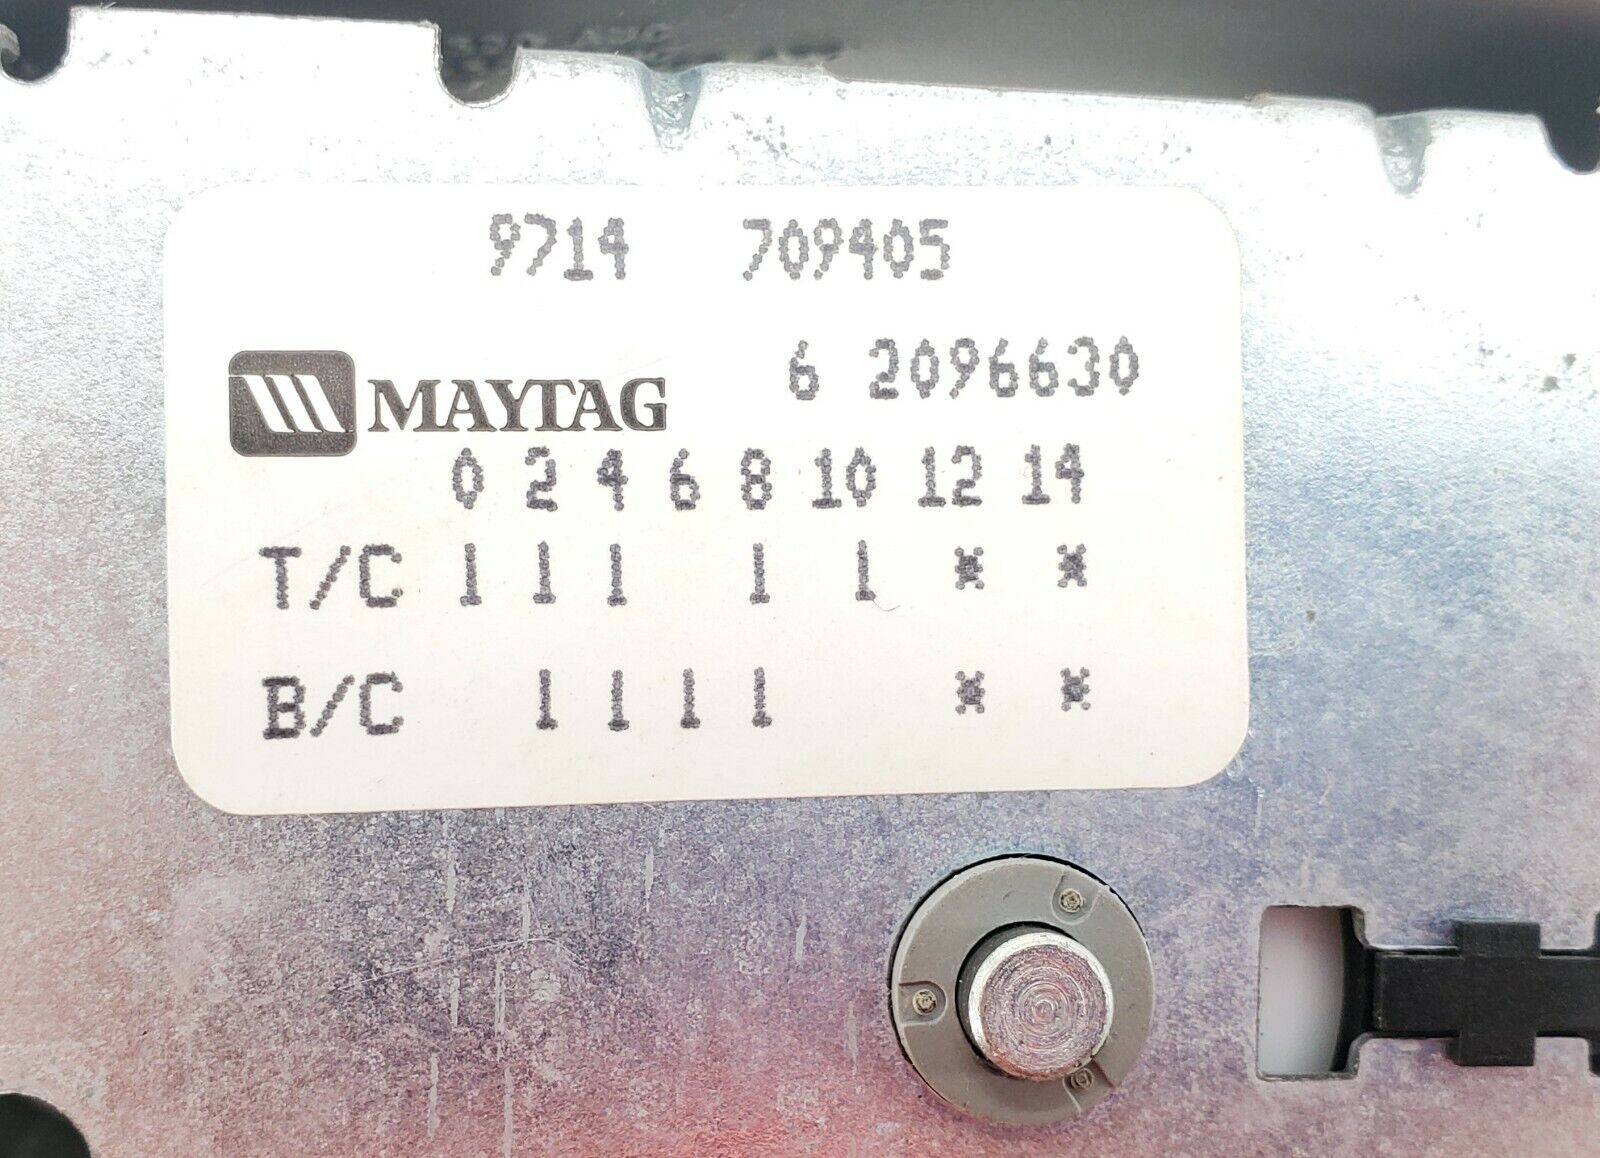 9714 709405
6 2096630
MAYTAG
0 2 4 6 8 10 12 14
T/C 1 1 1 1 1 * *
B/C 1 1 1 1 * *